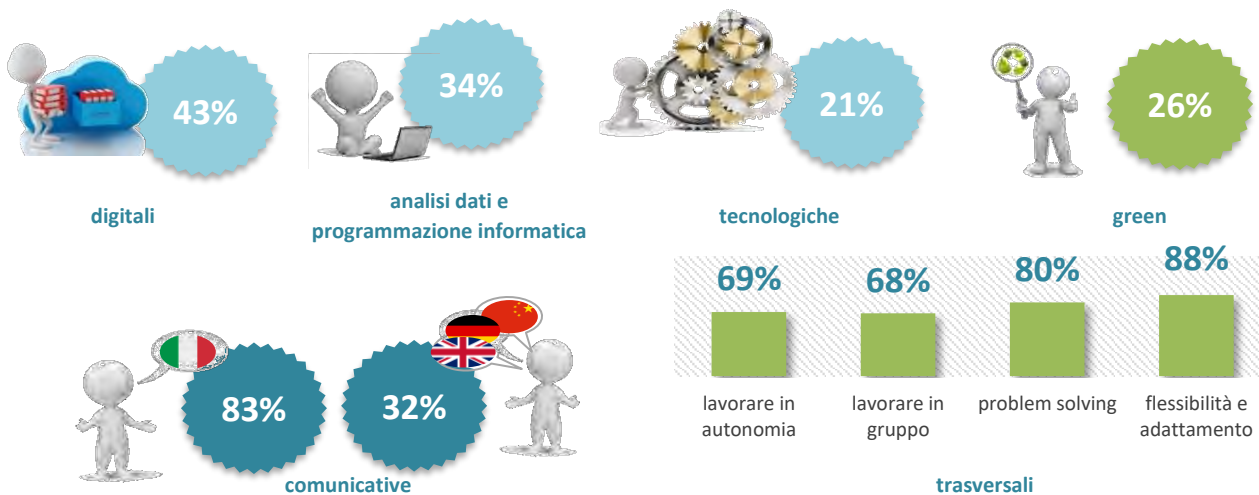 43%
34%
21%
26%
digitali
analisi dati e
programmazione informatica
tecnologiche
green
83%
32%
comunicative
69%
68%
80%
88%
lavorare in
autonomia
lavorare in
gruppo
problem solving
flessibilità e
adattamento
trasversali